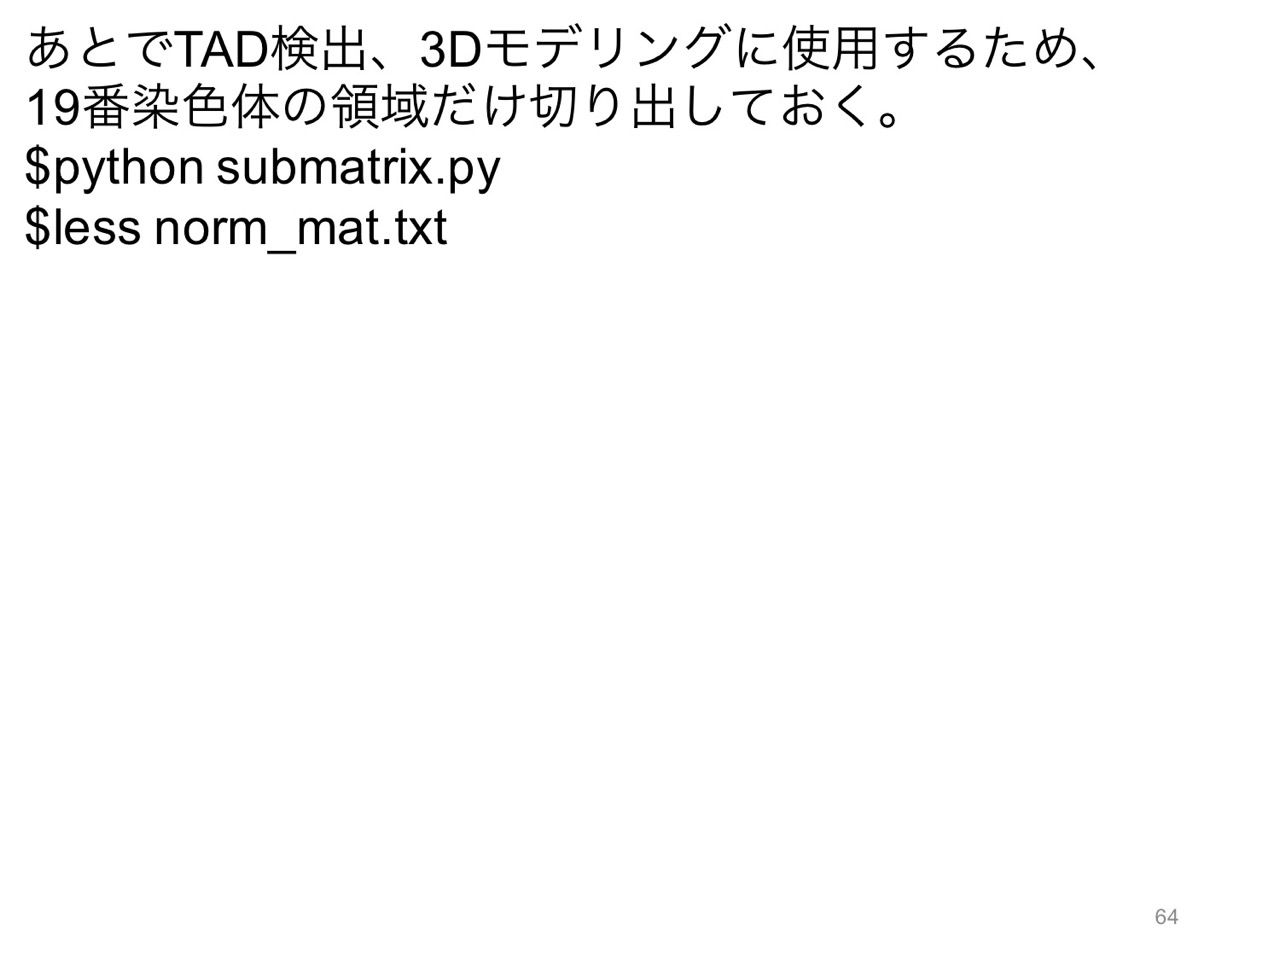 あとでTAD検出、3Dモデリングに使用するため、
19番染色体の領域だけ切り出しておく。
$python submatrix.py
$less norm_mat.txt
64